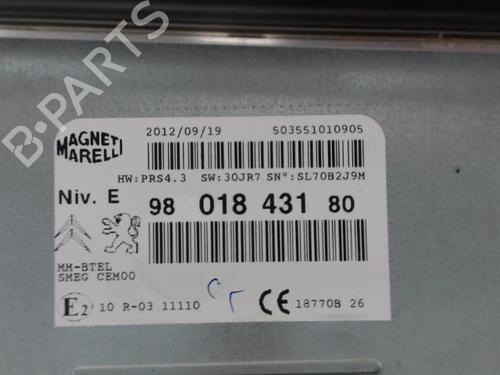 B-PARTS
MAGNETI
MARELLI
2012/09/19 503551010905
HW:PRS4.3 SW:30JR7 SNº:SL70B2J9M
Niv. E
98 018 431 80
MM-BTEL
SMEG CEM00
E2 10 R-03 11110 CE 18770B 26